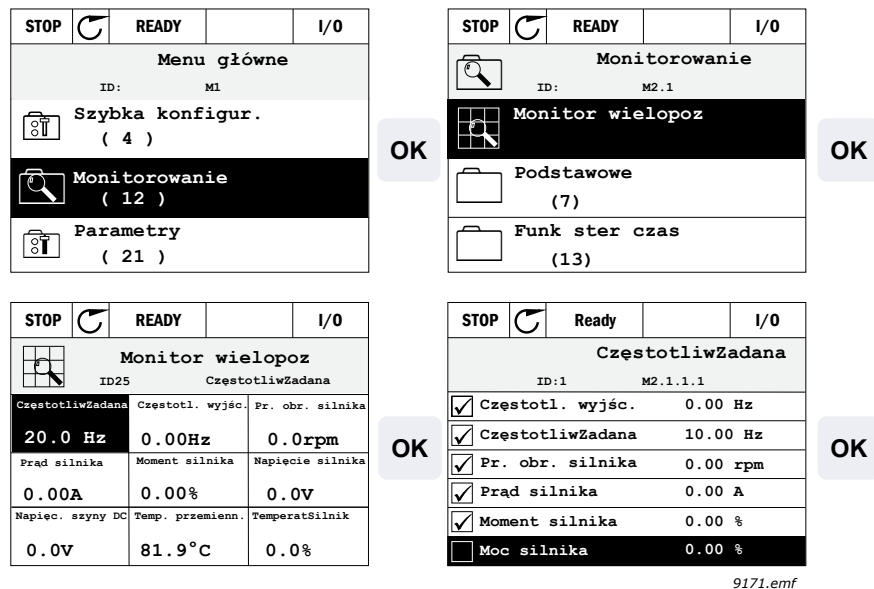 STOP READY I/O
Menu główne
ID: M1
Szybka konfigur.
( 4 )
Monitorowanie
( 12 )
Parametry
( 21 )
OK
STOP READY I/O
Monitorowanie
ID: M2.1
Monitor wielopoz
Podstawowe
(7)
Funk ster czas
(13)
OK
STOP READY I/O
Monitor wielopoz
ID25 CzęstotliwZadana
CzęstotliwZadana Częstotl. wyjśc. Pr. obr. silnika
20.0 Hz 0.00Hz 0.0rpm
Prąd silnika Moment silnika Napięcie silnika
0.00A 0.00% 0.0V
Napięc. szyny DC Temp. przemienn. TemperatSilnik
0.0V 81.9°C 0.0%
OK
STOP Ready I/O
CzęstotliwZadana
ID:1 M2.1.1.1
Częstotl. wyjśc. 0.00 Hz
CzęstotliwZadana 10.00 Hz
Pr. obr. silnika 0.00 rpm
Prąd silnika 0.00 A
Moment silnika 0.00 %
Moc silnika 0.00 %
OK
9171.emf